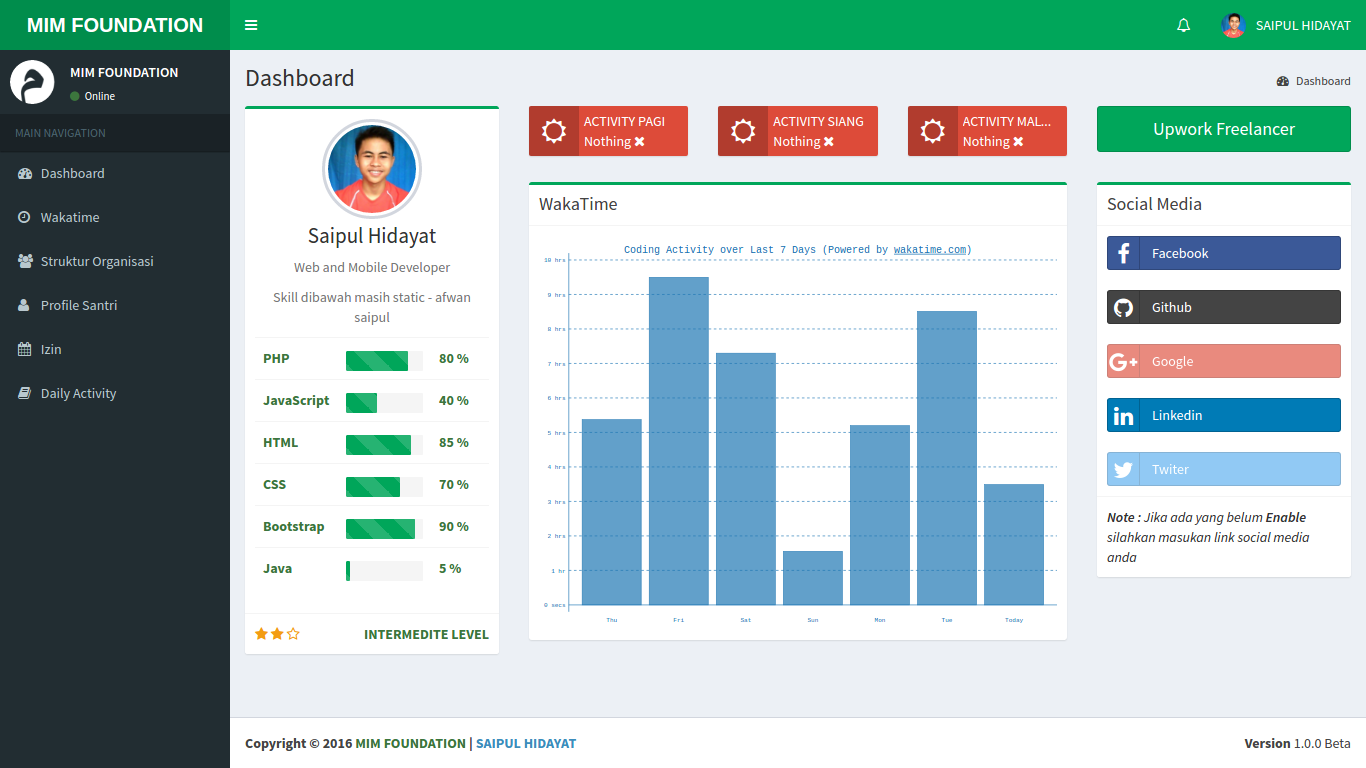 MIM FOUNDATION
SAIPUL HIDAYAT
MIM FOUNDATION
Online
MAIN NAVIGATION
Dashboard
Wakatime
Struktur Organisasi
Profile Santri
Izin
Daily Activity
Dashboard
Dashboard
Saipul Hidayat
Web and Mobile Developer
Skill dibawah masih static - afwan
saipul
PHP 80 %
JavaScript 40 %
HTML 85 %
CSS 70 %
Bootstrap 90 %
Java 5 %
INTERMEDITE LEVEL
ACTIVITY PAGI
Nothing
ACTIVITY SIANG
Nothing
ACTIVITY MAL...
Nothing
WakaTime
Coding Activity over Last 7 Days (Powered by wakatime.com)
10 hrs
9 hrs
8 hrs
7 hrs
6 hrs
5 hrs
4 hrs
3 hrs
2 hrs
1 hr
0 secs
Thu Fri Sat Sun Mon Tue Today
Upwork Freelancer
Social Media
Facebook
Github
Google
Linkedin
Twiter
Note : Jika ada yang belum Enable
silahkan masukan link social media
anda
Copyright © 2016 MIM FOUNDATION | SAIPUL HIDAYAT
Version 1.0.0 Beta